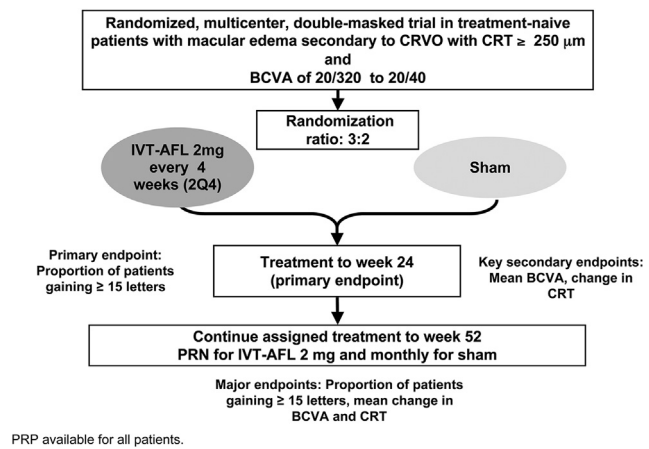 Randomized, multicenter, double-masked trial in treatment-naive
patients with macular edema secondary to CRVO with CRT ≥ 250 μm
and
BCVA of 20/320 to 20/40
Randomization
ratio: 3:2
IVT-AFL 2mg
every 4
weeks (2Q4)
Sham
Primary endpoint:
Proportion of patients
gaining ≥ 15 letters
Treatment to week 24
(primary endpoint)
Key secondary endpoints:
Mean BCVA, change in
CRT
Continue assigned treatment to week 52
PRN for IVT-AFL 2 mg and monthly for sham
Major endpoints: Proportion of patients
gaining ≥ 15 letters, mean change in
BCVA and CRT
PRP available for all patients.